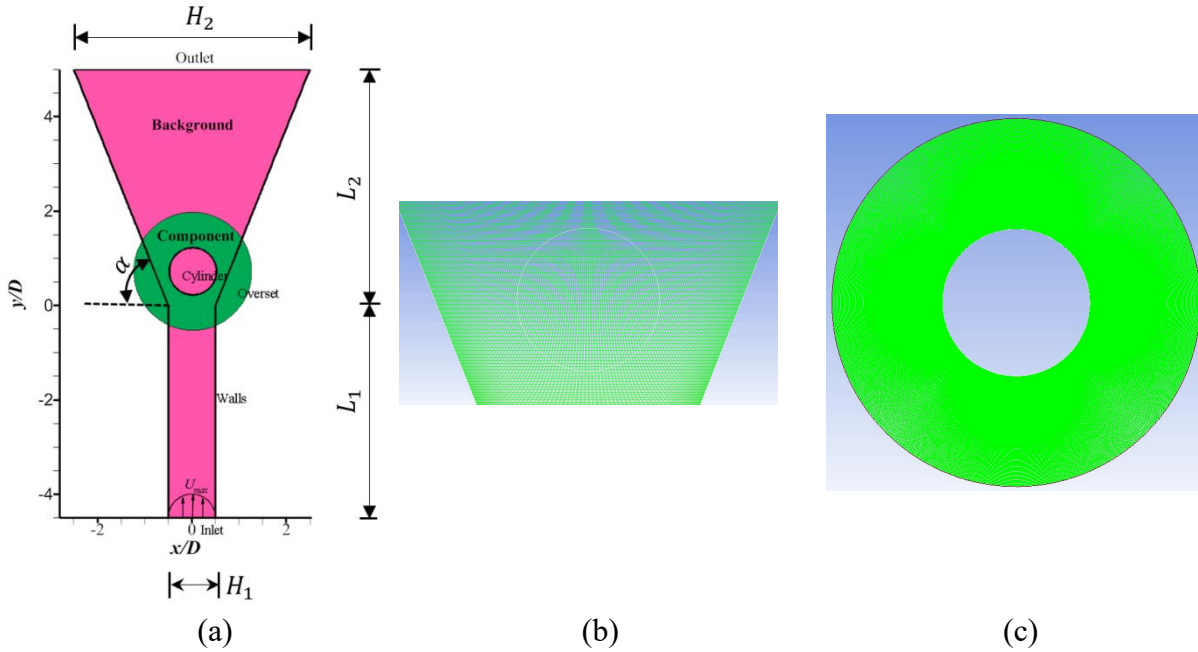 H₂
Outlet
4
Background
2
Component
α
Cylinder
Overset
0
y/D
L₂
L₁
-2
Walls
-4
U_max
Inlet
-2
0
2
x/D
H₁
(a)
(b)
(c)